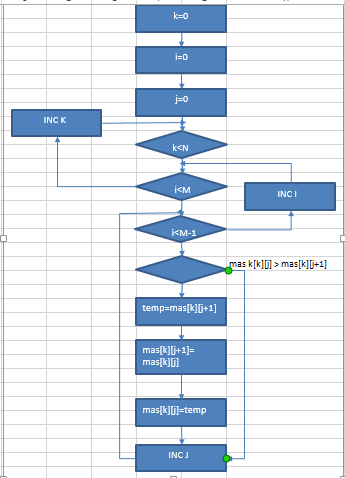 k=0
i=0
j=0
INC K
k<N
i<M
INC I
i<M-1
mas k[k][j] > mas[k][j+1]
temp=mas[k][j+1]
mas[k][j+1]=
mas[k][j]
mas[k][j]=temp
INC J